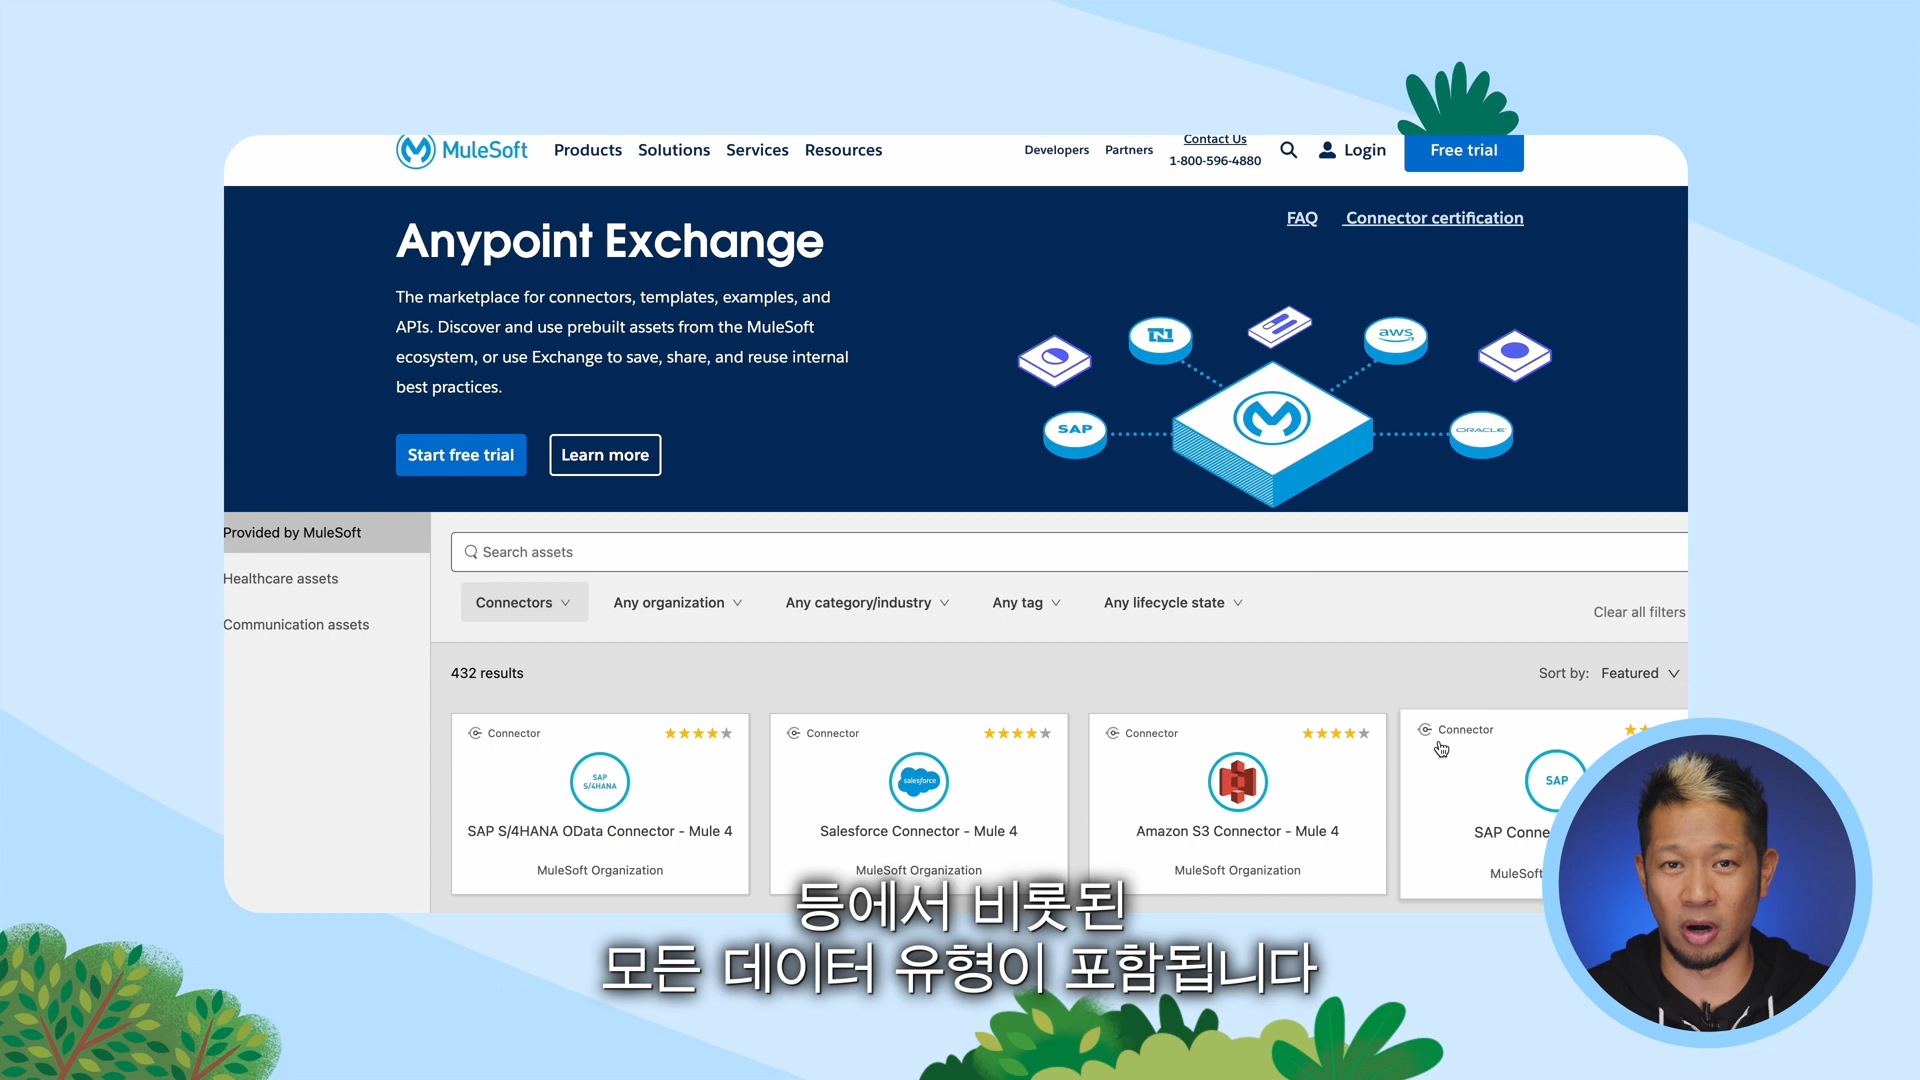 MuleSoft
Products
Solutions
Services
Resources
Developers
Partners
Contact Us
1-800-596-4880
Login
Free trial
FAQ
Connector certification
Anypoint Exchange
The marketplace for connectors, templates, examples, and
APIs. Discover and use prebuilt assets from the MuleSoft
ecosystem, or use Exchange to save, share, and reuse internal
best practices.
Start free trial
Learn more
aws
SAP
ORACLE
Provided by MuleSoft
Healthcare assets
Communication assets
Search assets
Connectors
Any organization
Any category/industry
Any tag
Any lifecycle state
Clear all filters
432 results
Sort by: Featured
Connector
SAP
S/4HANA
SAP S/4HANA OData Connector - Mule 4
MuleSoft Organization
Connector
salesforce
Salesforce Connector - Mule 4
MuleSoft Organization
Connector
Amazon S3 Connector - Mule 4
MuleSoft Organization
Connector
SAP
SAP Conne
MuleSoft
등에서 비롯된
모든 데이터 유형이 포함됩니다